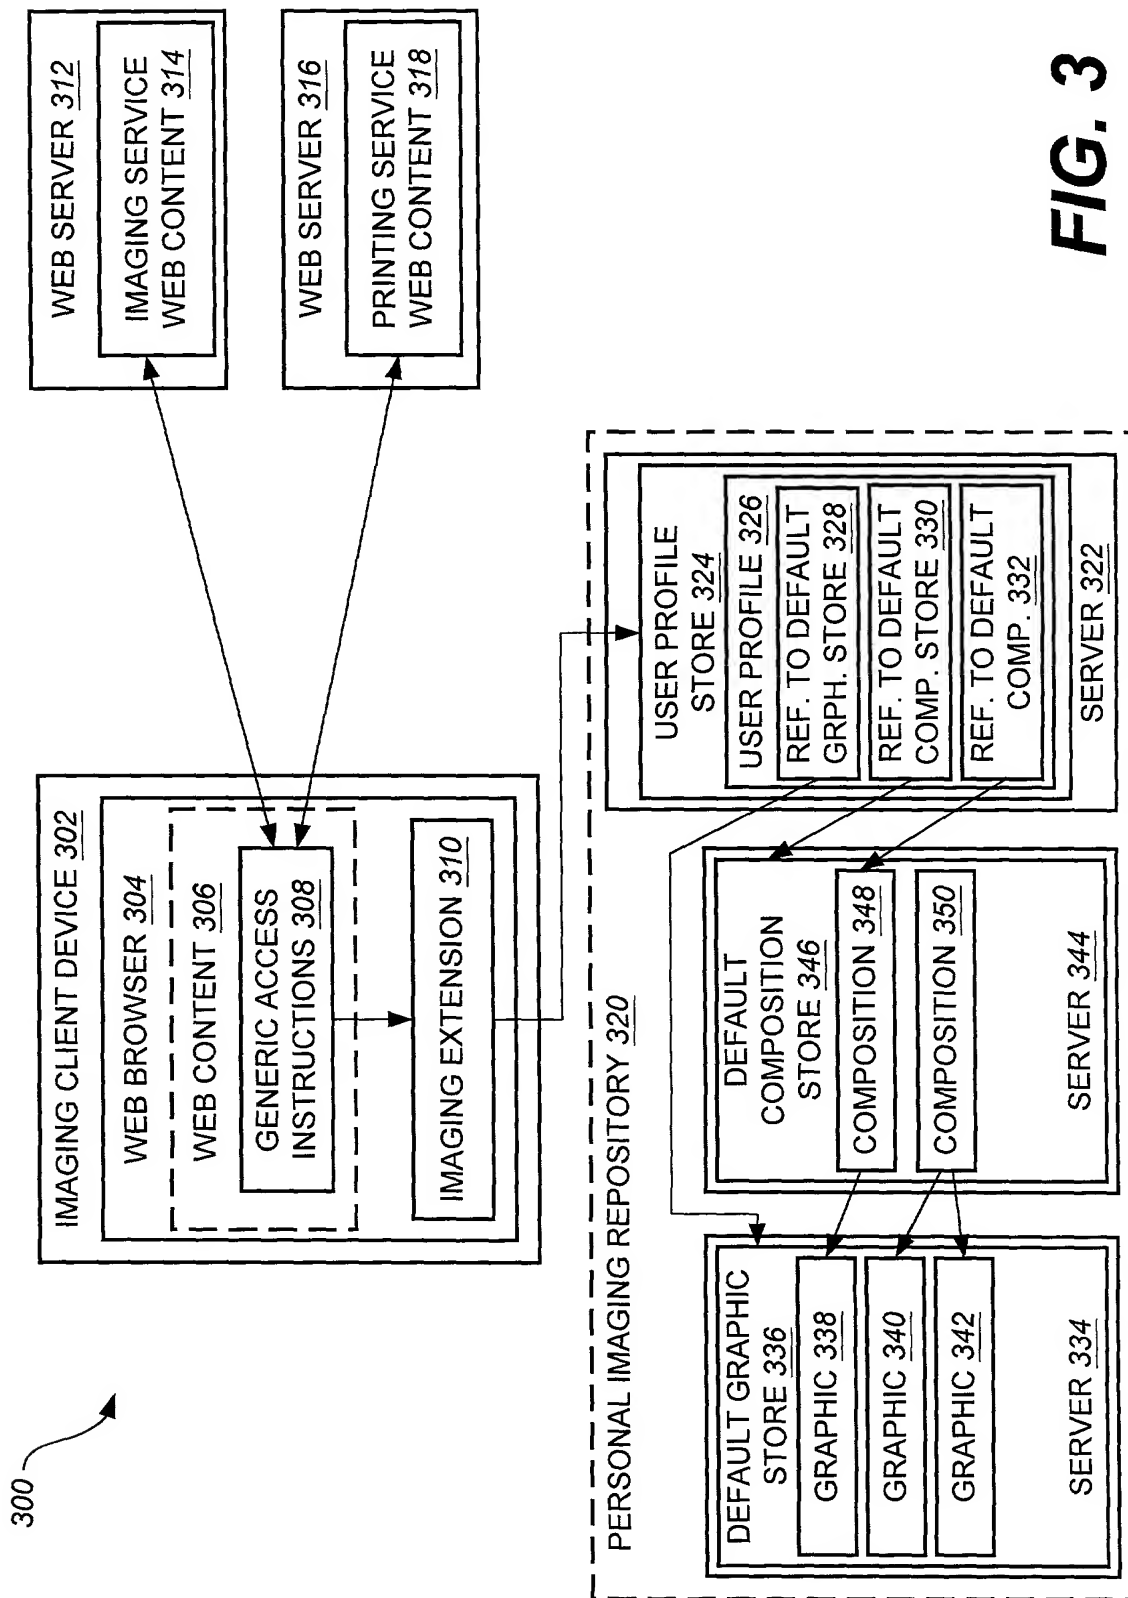 300
IMAGING CLIENT DEVICE 302
WEB BROWSER 304
WEB CONTENT 306
GENERIC ACCESS
INSTRUCTIONS 308
IMAGING EXTENSION 310
WEB SERVER 312
IMAGING SERVICE
WEB CONTENT 314
WEB SERVER 316
PRINTING SERVICE
WEB CONTENT 318
PERSONAL IMAGING REPOSITORY 320
DEFAULT GRAPHIC
STORE 336
GRAPHIC 338
GRAPHIC 340
GRAPHIC 342
SERVER 334
DEFAULT
COMPOSITION
STORE 346
COMPOSITION 348
COMPOSITION 350
SERVER 344
USER PROFILE
STORE 324
USER PROFILE 326
REF. TO DEFAULT
GRPH. STORE 328
REF. TO DEFAULT
COMP. STORE 330
REF. TO DEFAULT
COMP. 332
SERVER 322
FIG. 3